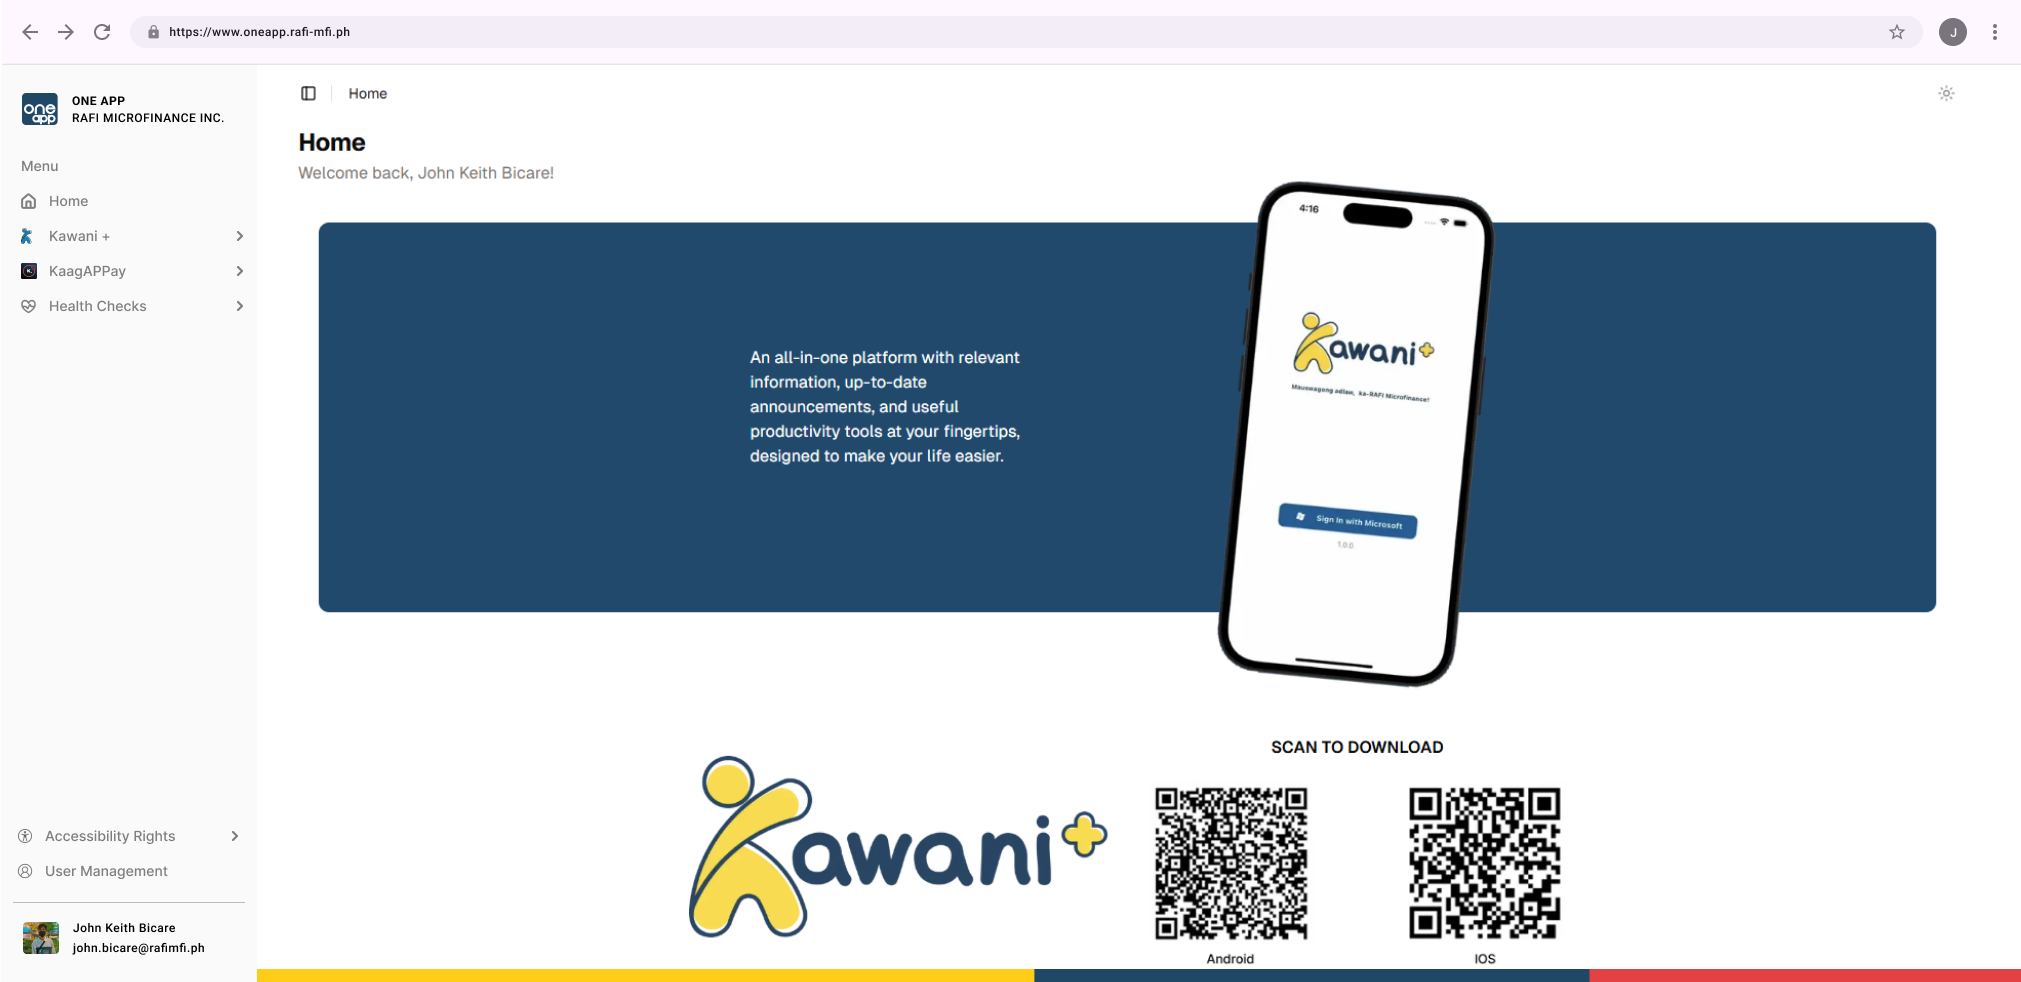 https://www.oneapp.rafi-mfi.ph
J
one app
ONE APP
RAFI MICROFINANCE INC.
Menu
Home
Kawani +
KaagAPPay
Health Checks
Accessibility Rights
User Management
John Keith Bicare
john.bicare@rafimfi.ph
Home
Home
Welcome back, John Keith Bicare!
An all-in-one platform with relevant
information, up-to-date
announcements, and useful
productivity tools at your fingertips,
designed to make your life easier.
4:16
Kawani+
Mauswagong adlaw, ka-RAFI Microfinance!
Sign In with Microsoft
1.0.0
Kawani+
SCAN TO DOWNLOAD
Android
IOS